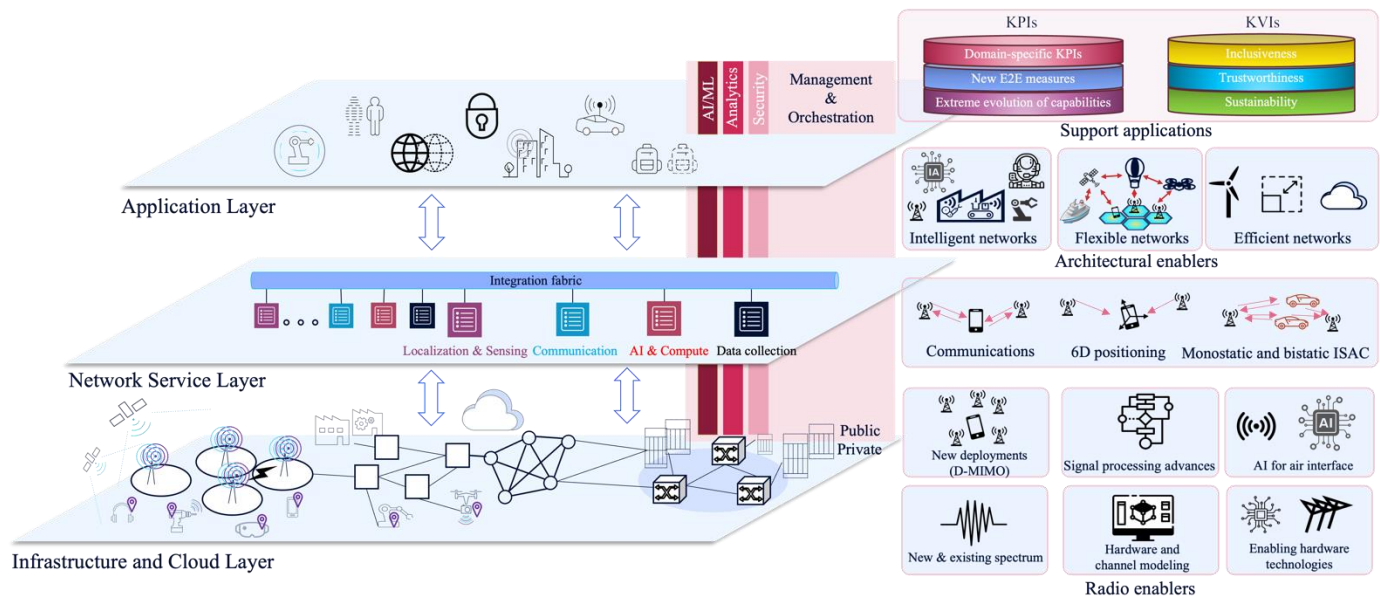 KPIs
KVIs
Domain-specific KPIs
New E2E measures
Extreme evolution of capabilities
Inclusiveness
Trustworthiness
Sustainability
Support applications
AI/ML
Analytics
Security
Management
&
Orchestration
Application Layer
IA
Intelligent networks
Flexible networks
Efficient networks
Architectural enablers
Integration fabric
Localization & Sensing
Communication
AI & Compute
Data collection
Network Service Layer
Communications
6D positioning
Monostatic and bistatic ISAC
Public
Private
Infrastructure and Cloud Layer
New deployments
(D-MIMO)
Signal processing advances
AI
AI for air interface
New & existing spectrum
Hardware and
channel modeling
Enabling hardware
technologies
Radio enablers